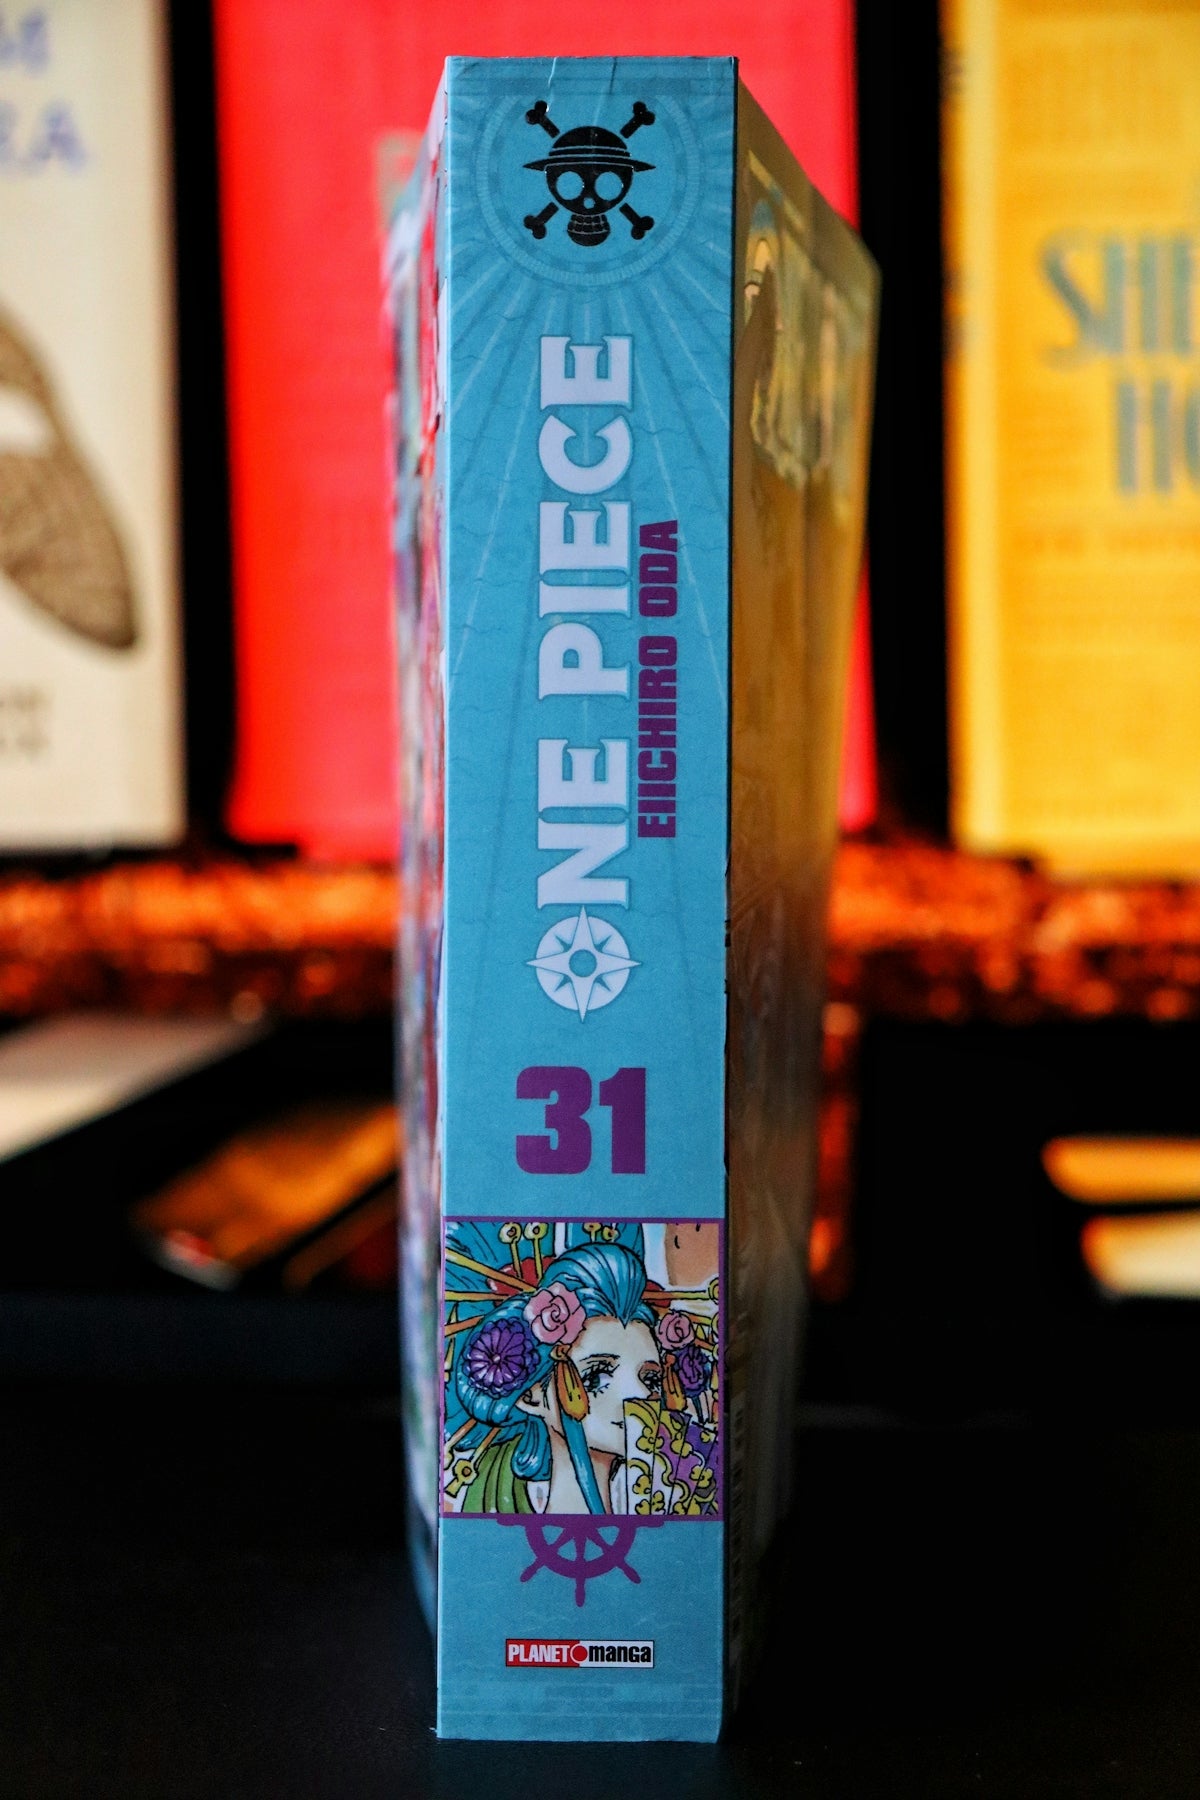 ONE PIECE
EIICHIRO ODA
31
PLANET manga